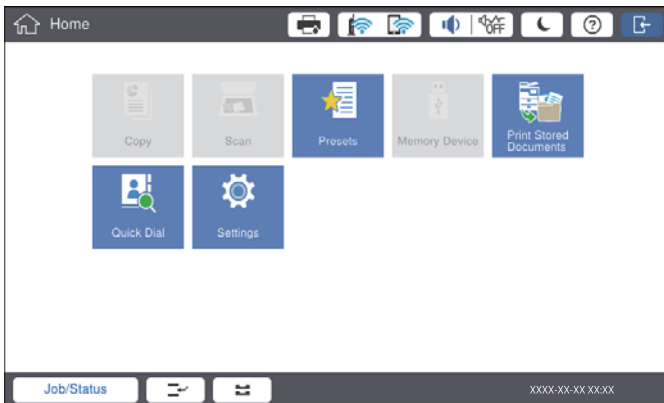 Home
OFF
Copy
Scan
Presets
Memory Device
Print Stored
Documents
Quick Dial
Settings
Job/Status
XXXX-XX-XX XX:XX